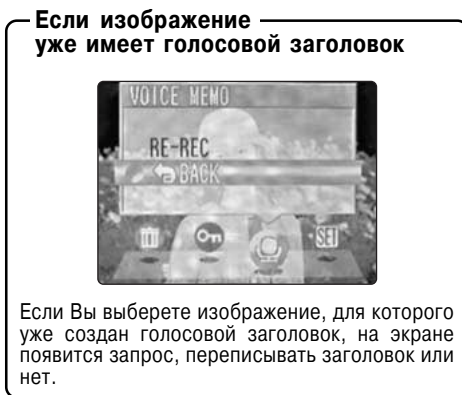 Если изображение
уже имеет голосовой заголовок
VOICE MEMO
RE-REC
BACK
SET
Если Вы выберете изображение, для которого
уже создан голосовой заголовок, на экране
появится запрос, переписывать заголовок или
нет.